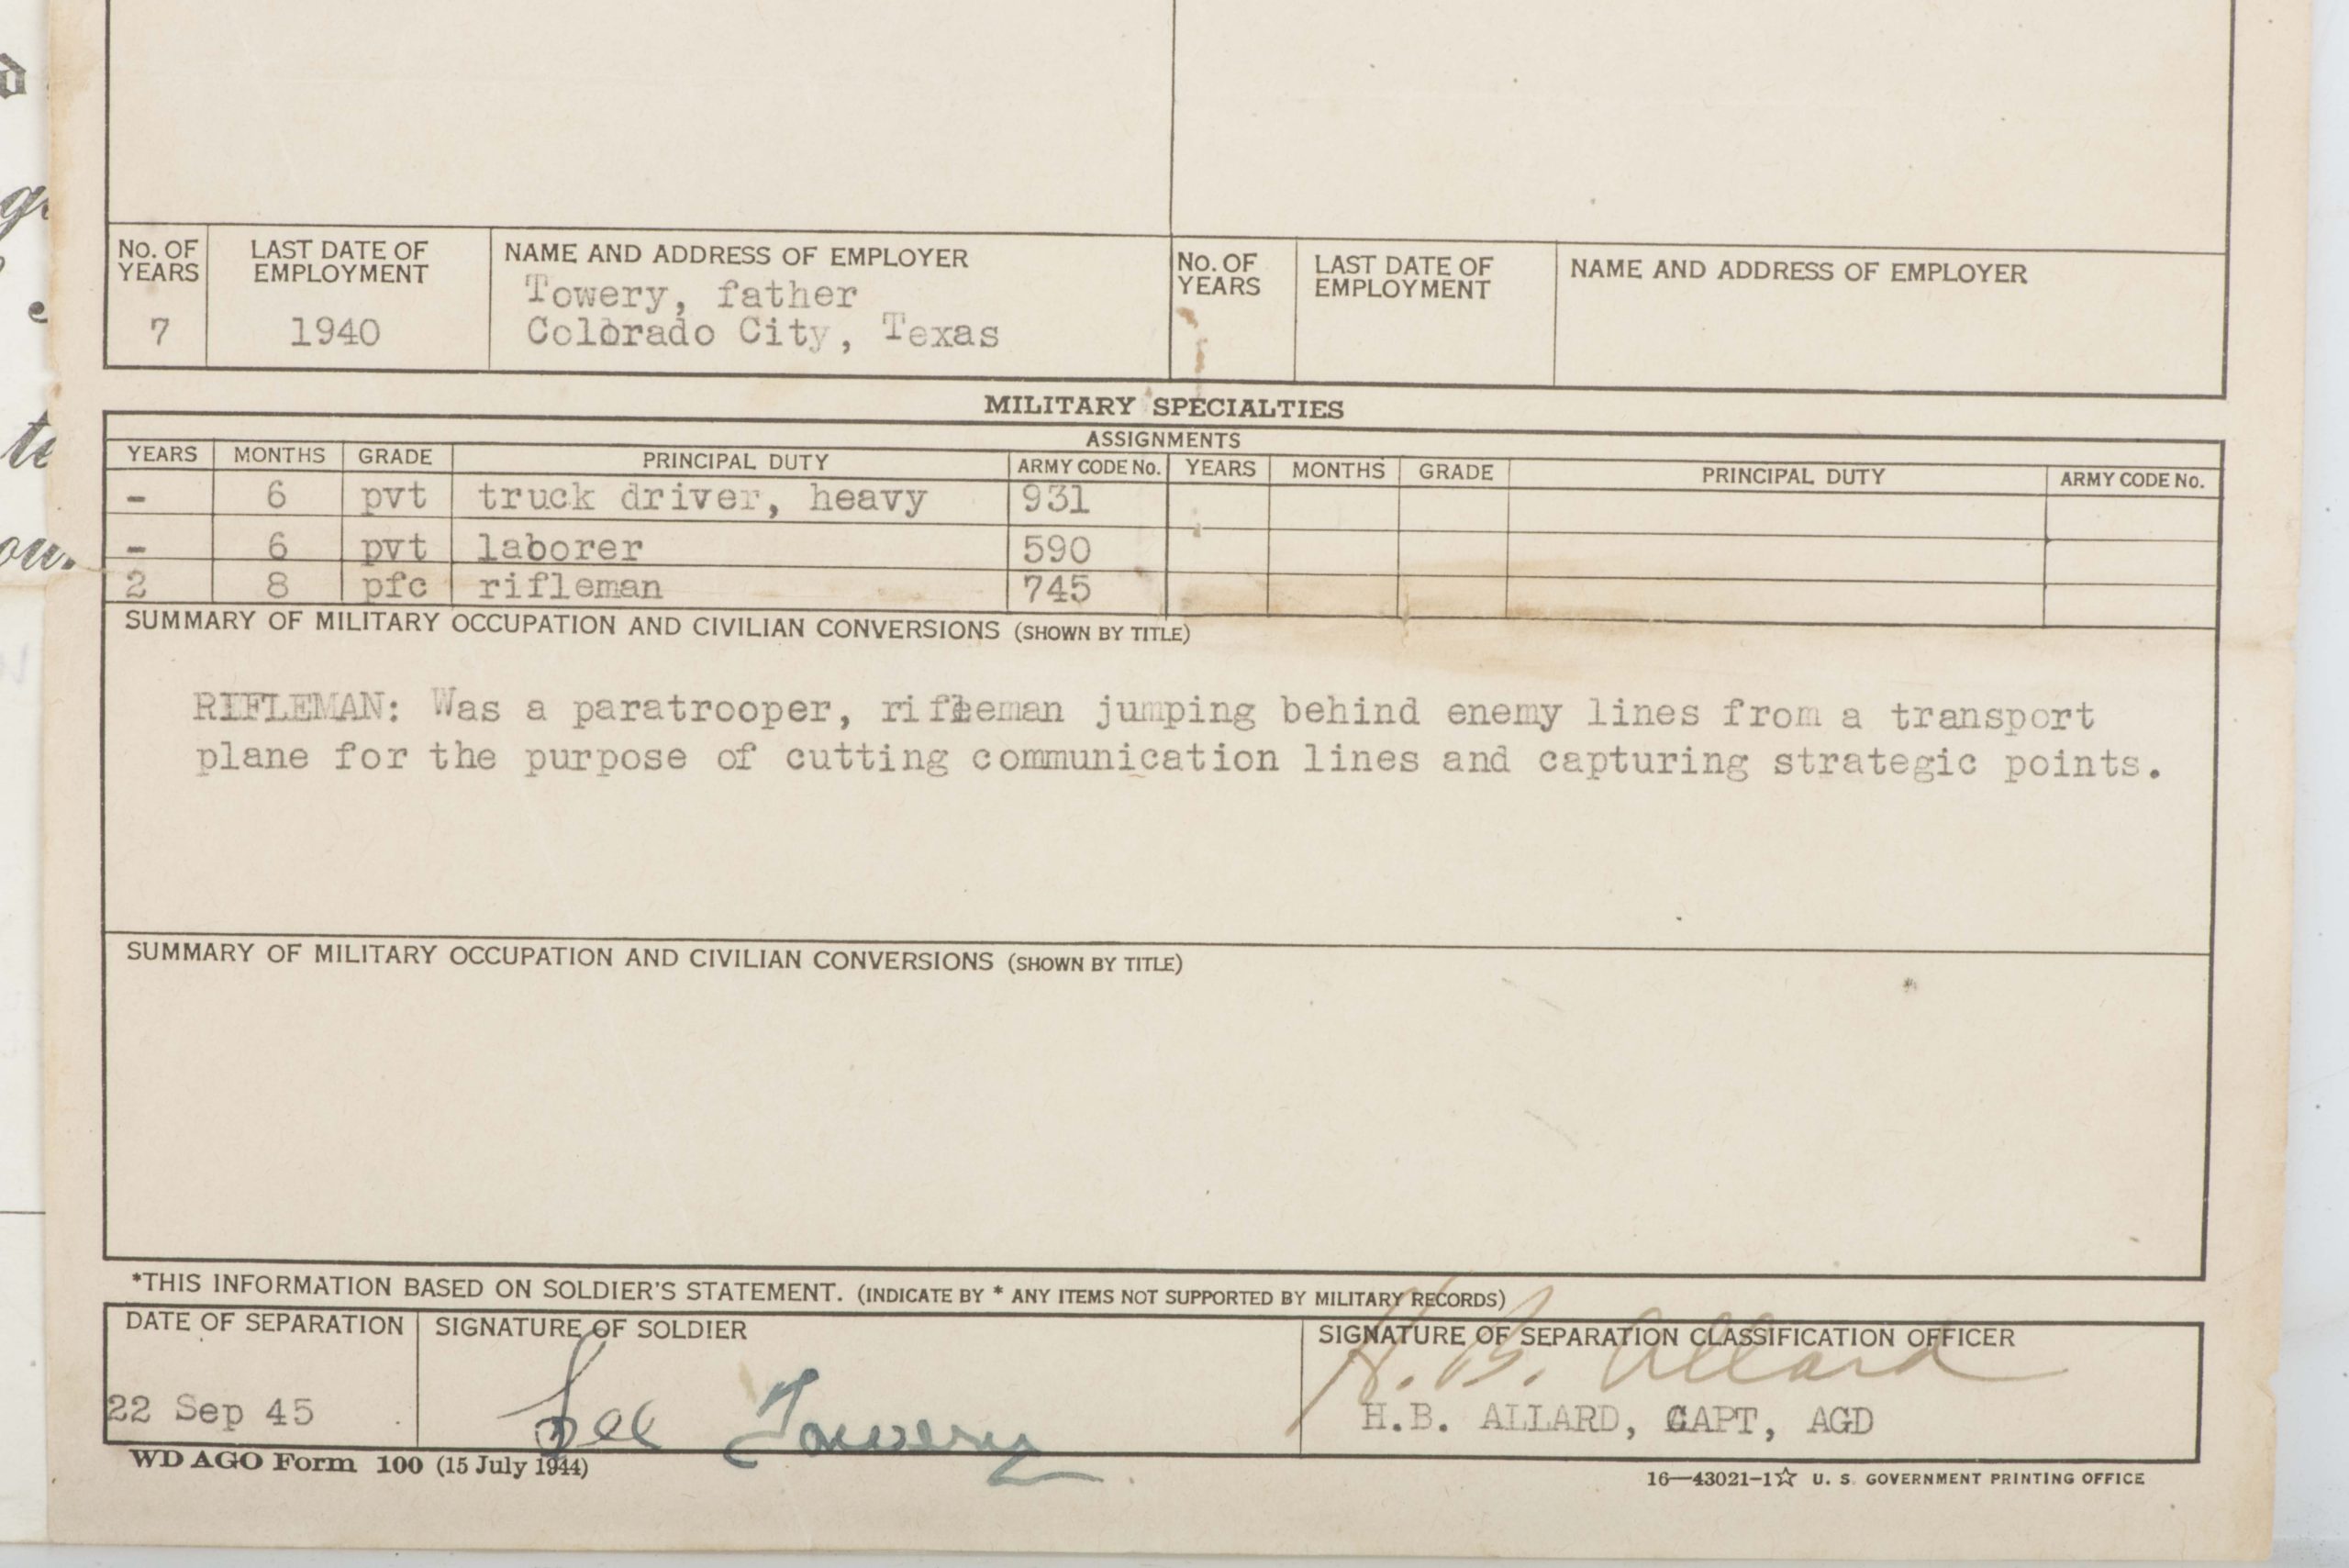 No. OF YEARS LAST DATE OF EMPLOYMENT NAME AND ADDRESS OF EMPLOYER No. OF YEARS LAST DATE OF EMPLOYMENT NAME AND ADDRESS OF EMPLOYER
Towery, father
7 1940 Colorado City, Texas
MILITARY SPECIALTIES
ASSIGNMENTS
YEARS MONTHS GRADE PRINCIPAL DUTY ARMY CODE No. YEARS MONTHS GRADE PRINCIPAL DUTY ARMY CODE No.
- 6 pvt truck driver, heavy 931
- 6 pvt laborer 590
2 8 pfc rifleman 745
SUMMARY OF MILITARY OCCUPATION AND CIVILIAN CONVERSIONS (SHOWN BY TITLE)
RIFLEMAN: Was a paratrooper, rifleman jumping behind enemy lines from a transport
plane for the purpose of cutting communication lines and capturing strategic points.
SUMMARY OF MILITARY OCCUPATION AND CIVILIAN CONVERSIONS (SHOWN BY TITLE)
*THIS INFORMATION BASED ON SOLDIER'S STATEMENT. (INDICATE BY * ANY ITEMS NOT SUPPORTED BY MILITARY RECORDS)
DATE OF SEPARATION SIGNATURE OF SOLDIER SIGNATURE OF SEPARATION CLASSIFICATION OFFICER
H. B. Allard
22 Sep 45 Lee Towery H.B. ALLARD, CAPT, AGD
WD AGO Form 100 (15 July 1944) 16—43021-1☆ U. S. GOVERNMENT PRINTING OFFICE